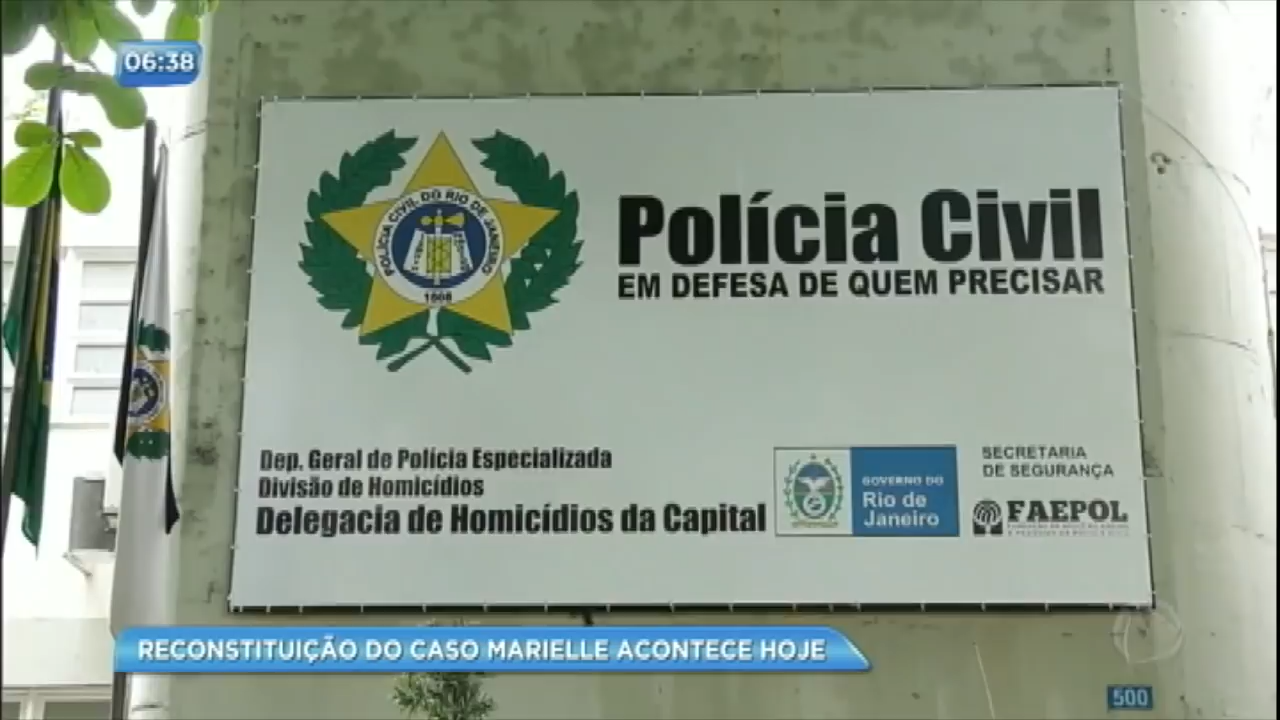 06:38
POLÍCIA CIVIL DO RIO DE JANEIRO
1808
Polícia Civil
EM DEFESA DE QUEM PRECISAR
Dep. Geral de Polícia Especializada
Divisão de Homicídios
Delegacia de Homicídios da Capital
GOVERNO DO
Rio de
Janeiro
SECRETARIA
DE SEGURANÇA
FAEPOL
RECONSTITUIÇÃO DO CASO MARIELLE ACONTECE HOJE
500